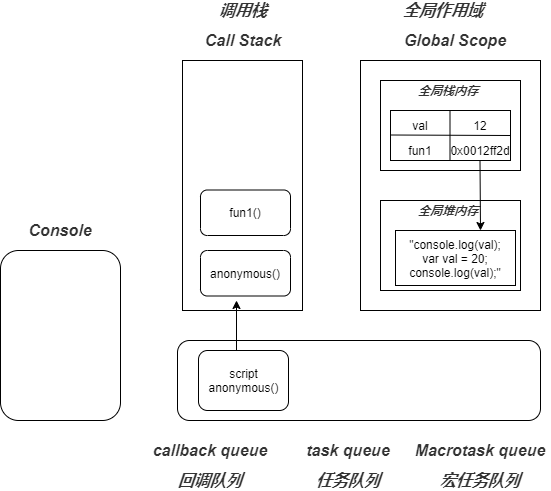 调用栈
Call Stack
全局作用域
Global Scope
全局栈内存
val 12
fun1 0x0012ff2d
全局堆内存
"console.log(val);
var val = 20;
console.log(val);"
fun1()
anonymous()
Console
script
anonymous()
callback queue
回调队列
task queue
任务队列
Macrotask queue
宏任务队列